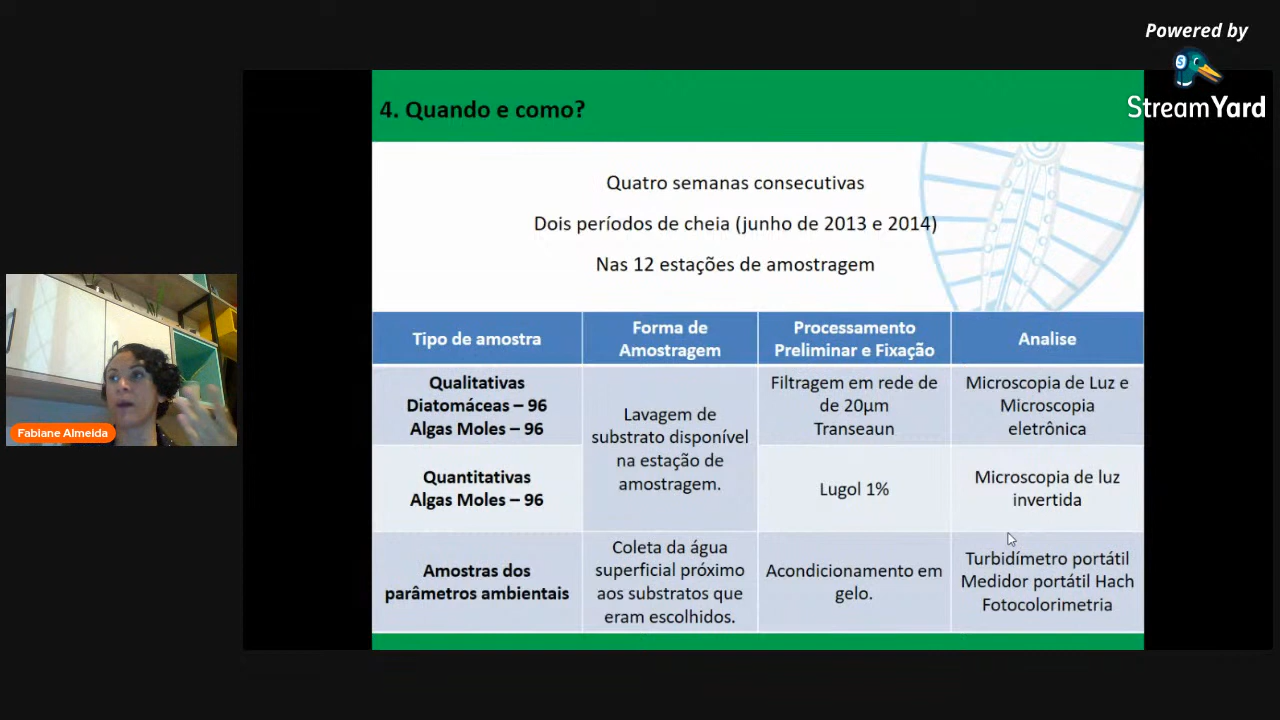 Powered by
StreamYard
4. Quando e como?
Quatro semanas consecutivas
Dois períodos de cheia (junho de 2013 e 2014)
Nas 12 estações de amostragem
Tipo de amostra
Forma de
Amostragem
Processamento
Preliminar e Fixação
Analise
Qualitativas
Diatomáceas – 96
Algas Moles – 96
Lavagem de
substrato disponível
na estação de
amostragem.
Filtragem em rede de
de 20µm
Transeaun
Microscopia de Luz e
Microscopia
eletrônica
Quantitativas
Algas Moles – 96
Lugol 1%
Microscopia de luz
invertida
Amostras dos
parâmetros ambientais
Coleta da água
superficial próximo
aos substratos que
eram escolhidos.
Acondicionamento em
gelo.
Turbidímetro portátil
Medidor portátil Hach
Fotocolorimetria
Fabiane Almeida